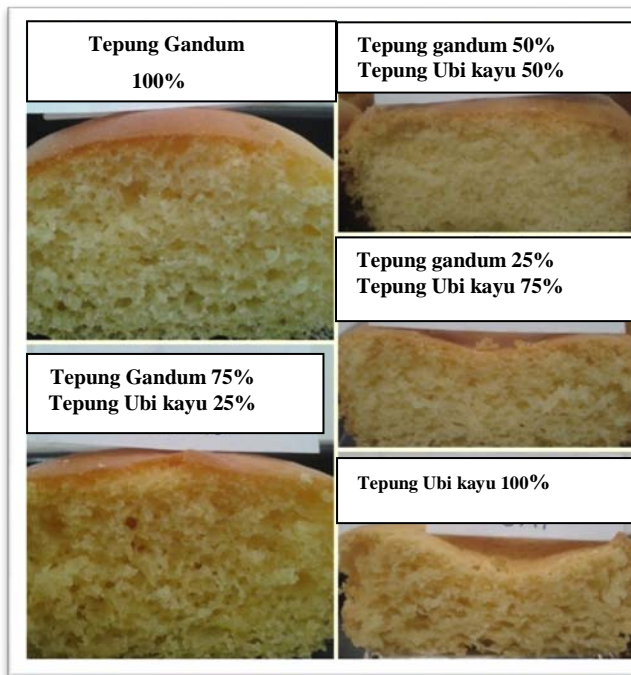 Tepung Gandum
100%
Tepung Gandum 75%
Tepung Ubi kayu 25%
Tepung gandum 50%
Tepung Ubi kayu 50%
Tepung gandum 25%
Tepung Ubi kayu 75%
Tepung Ubi kayu 100%